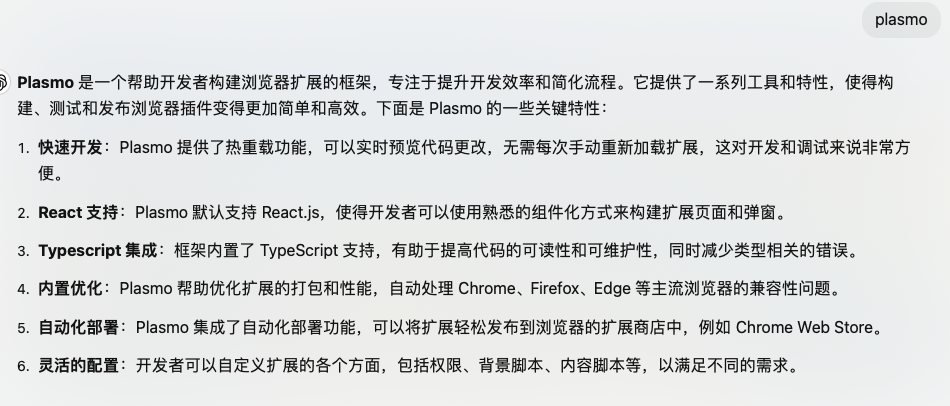 plasmo
Plasmo 是一个帮助开发者构建浏览器扩展的框架，专注于提升开发效率和简化流程。它提供了一系列工具和特性，使得构
建、测试和发布浏览器插件变得更加简单和高效。下面是 Plasmo 的一些关键特性：
1. 快速开发：Plasmo 提供了热重载功能，可以实时预览代码更改，无需每次手动重新加载扩展，这对开发和调试来说非常方
便。
2. React 支持：Plasmo 默认支持 React.js，使得开发者可以使用熟悉的组件化方式来构建扩展页面和弹窗。
3. Typescript 集成：框架内置了 TypeScript 支持，有助于提高代码的可读性和可维护性，同时减少类型相关的错误。
4. 内置优化：Plasmo 帮助优化扩展的打包和性能，自动处理 Chrome、Firefox、Edge 等主流浏览器的兼容性问题。
5. 自动化部署：Plasmo 集成了自动化部署功能，可以将扩展轻松发布到浏览器的扩展商店中，例如 Chrome Web Store。
6. 灵活的配置：开发者可以自定义扩展的各个方面，包括权限、背景脚本、内容脚本等，以满足不同的需求。